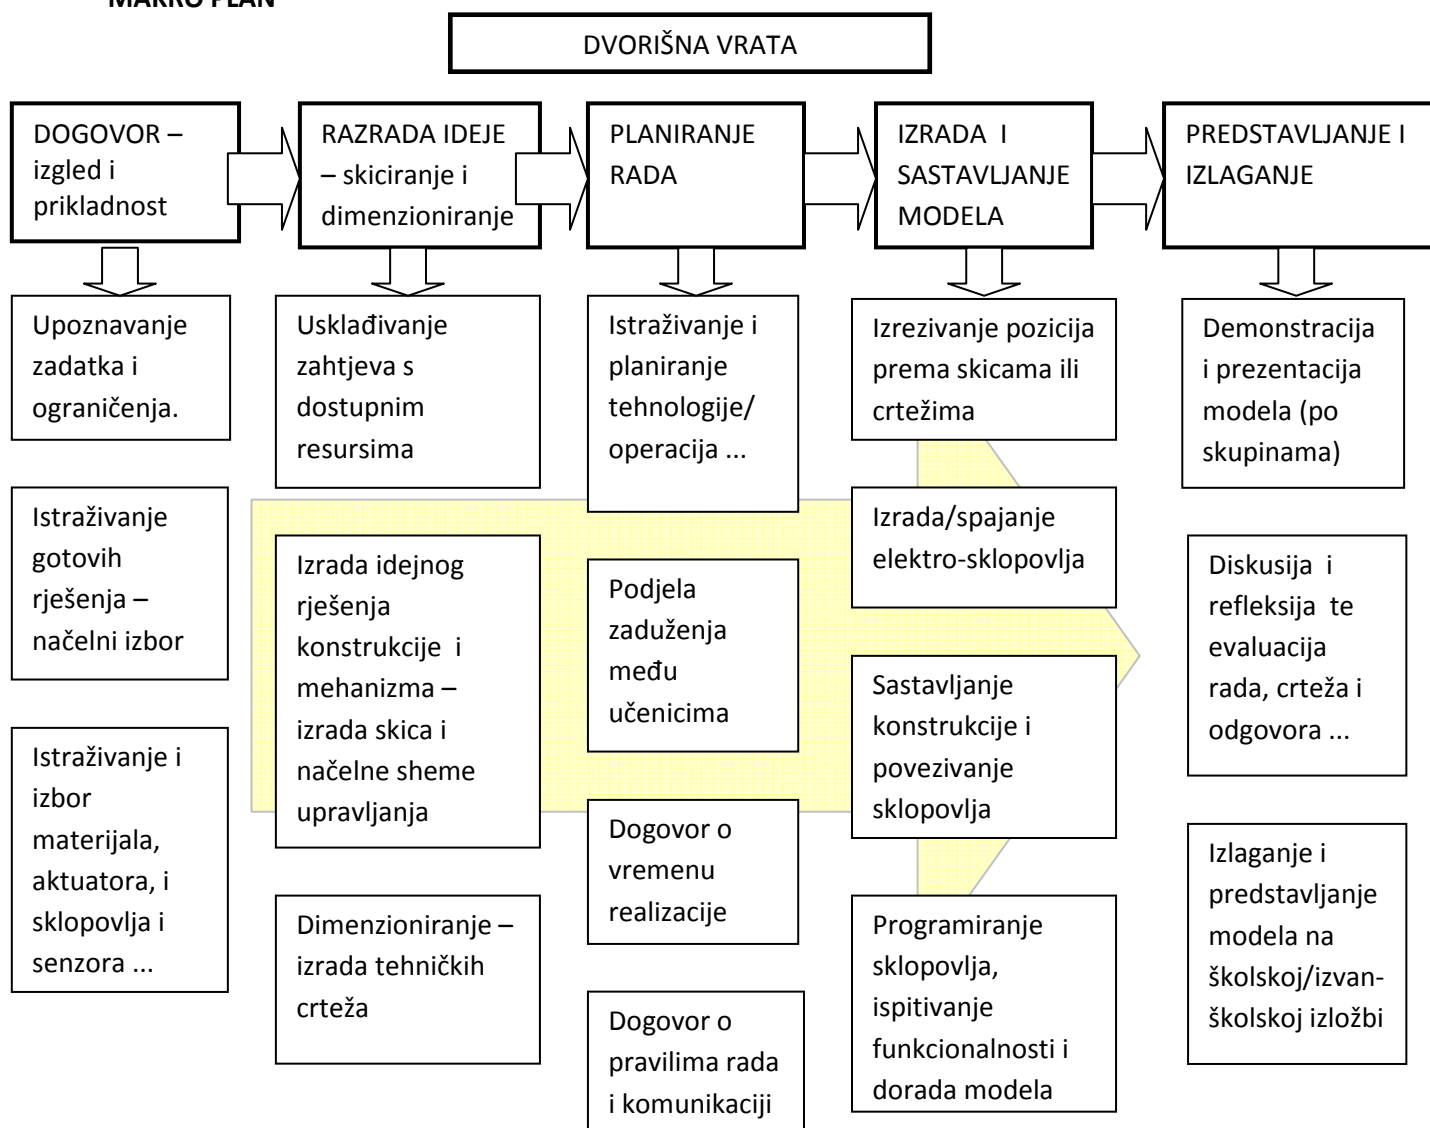 MAKRO PLAN
DVORIŠNA VRATA
DOGOVOR –
izgled i
prikladnost
RAZRADA IDEJE
– skiciranje i
dimenzioniranje
PLANIRANJE
RADA
IZRADA I
SASTAVLJANJE
MODELA
PREDSTAVLJANJE I
IZLAGANJE
Upoznavanje
zadatka i
ograničenja.
Istraživanje
gotovih
rješenja –
načelni izbor
Istraživanje i
izbor
materijala,
aktuatora, i
sklopovlja i
senzora ...
Usklađivanje
zahtjeva s
dostupnim
resursima
Izrada idejnog
rješenja
konstrukcije i
mehanizma –
izrada skica i
načelne sheme
upravljanja
Dimenzioniranje –
izrada tehničkih
crteža
Istraživanje i
planiranje
tehnologije/
operacija ...
Podjela
zaduženja
među
učenicima
Dogovor o
vremenu
realizacije
Dogovor o
pravilima rada
i komunikaciji
Izrezivanje pozicija
prema skicama ili
crtežima
Izrada/spajanje
elektro-sklopovlja
Sastavljanje
konstrukcije i
povezivanje
sklopovlja
Programiranje
sklopovlja,
ispitivanje
funkcionalnosti i
dorada modela
Demonstracija
i prezentacija
modela (po
skupinama)
Diskusija i
refleksija te
evaluacija
rada, crteža i
odgovora ...
Izlaganje i
predstavljanje
modela na
školskoj/izvan-
školskoj izložbi